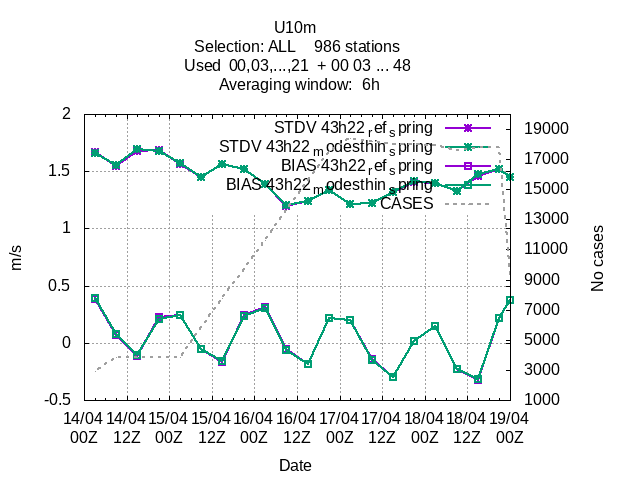 U10m
Selection: ALL    986 stations
Used  00,03,...,21  + 00 03 ... 48
Averaging window:  6h
STDV 43h22_ref_spring
STDV 43h22_modesthin_spring
BIAS 43h22_ref_spring
BIAS 43h22_modesthin_spring
CASES
2
1.5
1
0.5
0
-0.5
m/s
19000
17000
15000
13000
11000
9000
7000
5000
3000
1000
No cases
14/04 14/04 15/04 15/04 16/04 16/04 17/04 17/04 18/04 18/04 19/04
00Z 12Z 00Z 12Z 00Z 12Z 00Z 12Z 00Z 12Z 00Z
Date